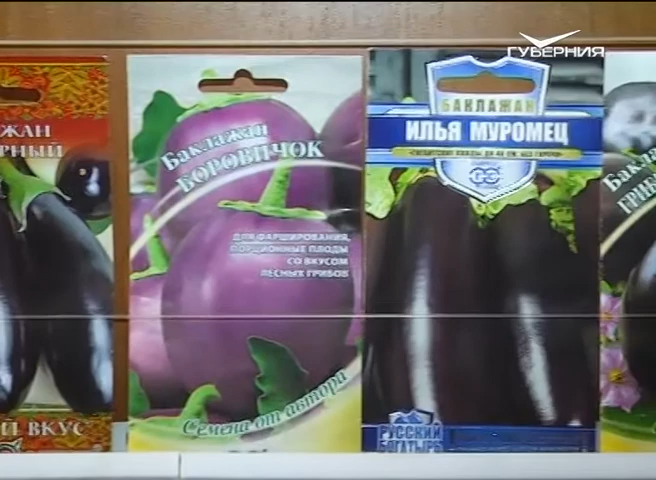 ГУБЕРНИЯ
ЖАН
РНЫЙ
Й ВКУС
Баклажан
БОРОВИЧОК
ДЛЯ ФАРШИРОВАНИЯ,
ПОРЦИОННЫЕ ПЛОДЫ
СО ВКУСОМ
ЛЕСНЫХ ГРИБОВ
Семена от автора
БАКЛАЖАН
ИЛЬЯ МУРОМЕЦ
РУССКИЙ
БОГАТЫРЬ
Бакла
ГРИБ